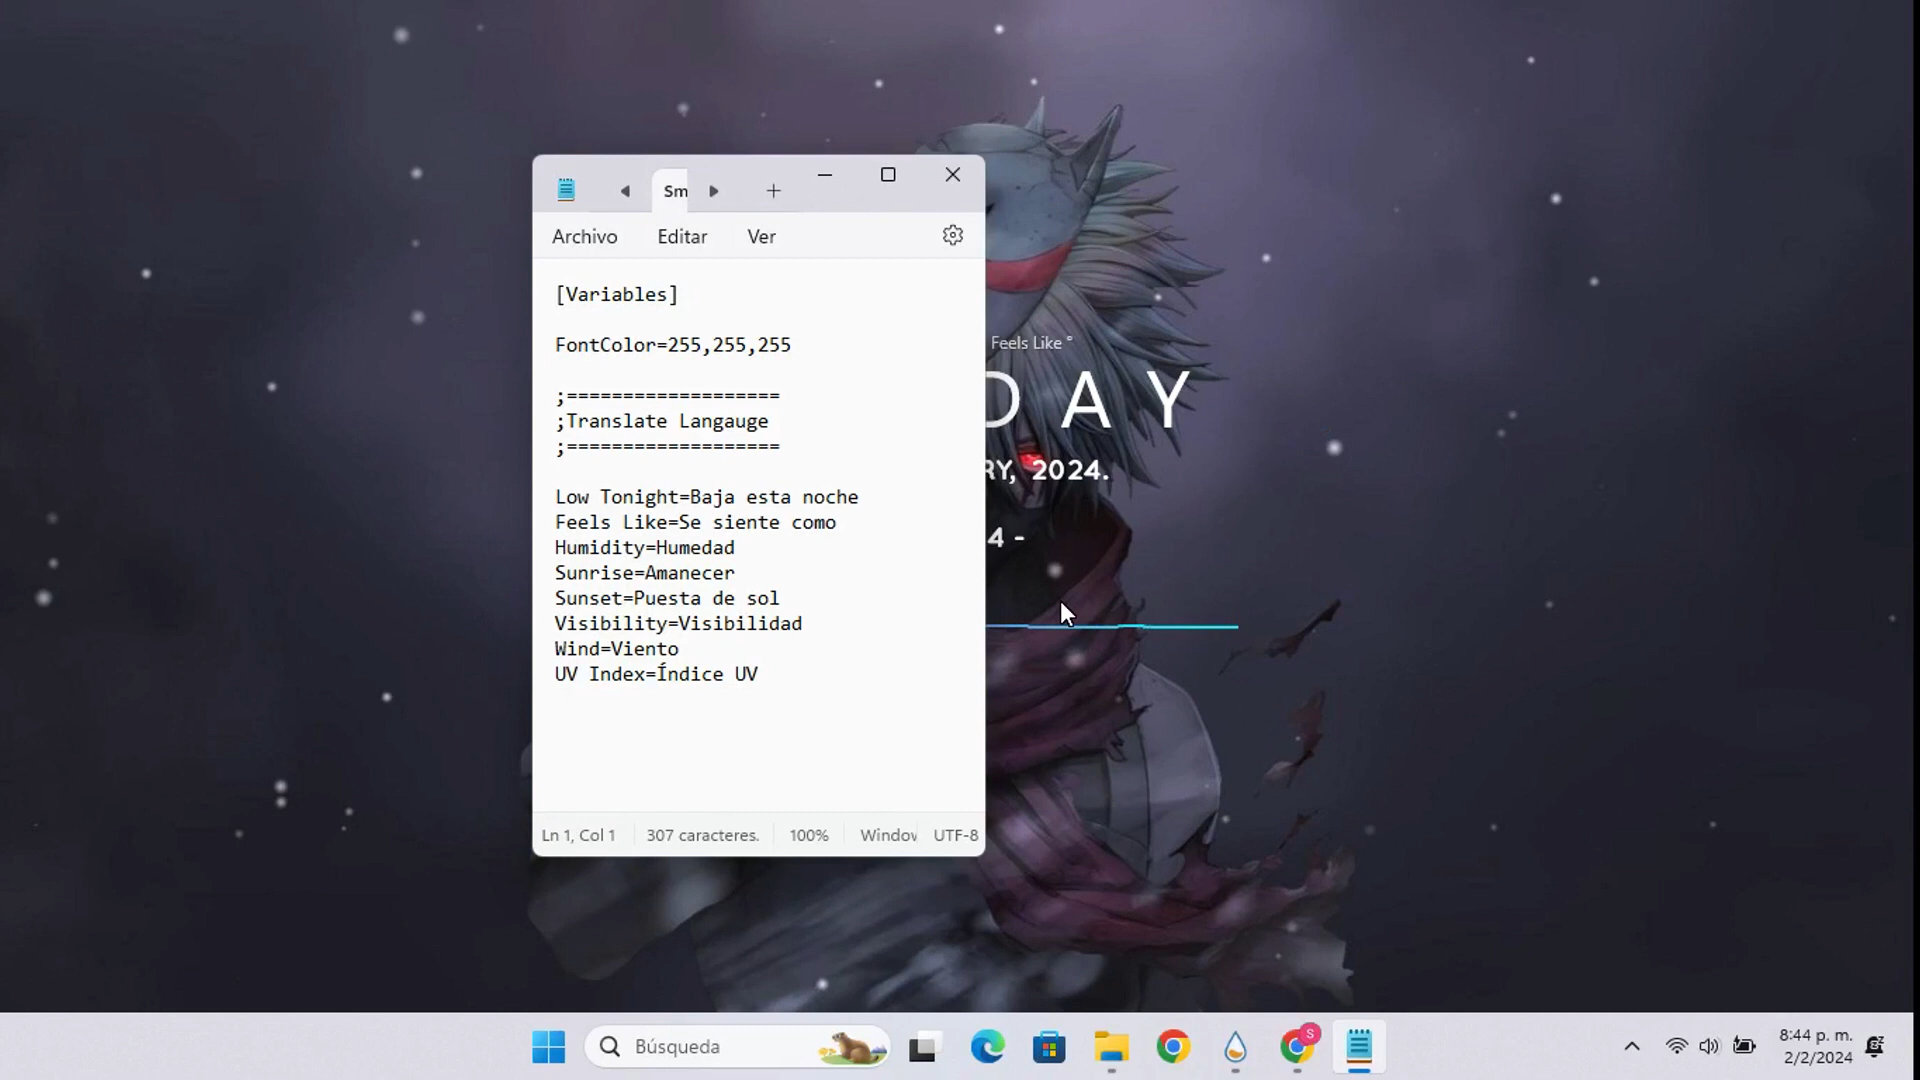 Sm
Archivo Editar Ver
[Variables]
FontColor=255,255,255
;===================
;Translate Langauge
;===================
Low Tonight=Baja esta noche
Feels Like=Se siente como
Humidity=Humedad
Sunrise=Amanecer
Sunset=Puesta de sol
Visibility=Visibilidad
Wind=Viento
UV Index=Índice UV
Ln 1, Col 1 307 caracteres. 100% Window UTF-8
Feels Like °
D A Y
RY, 2024.
4 -
Búsqueda
S
8:44 p. m.
2/2/2024